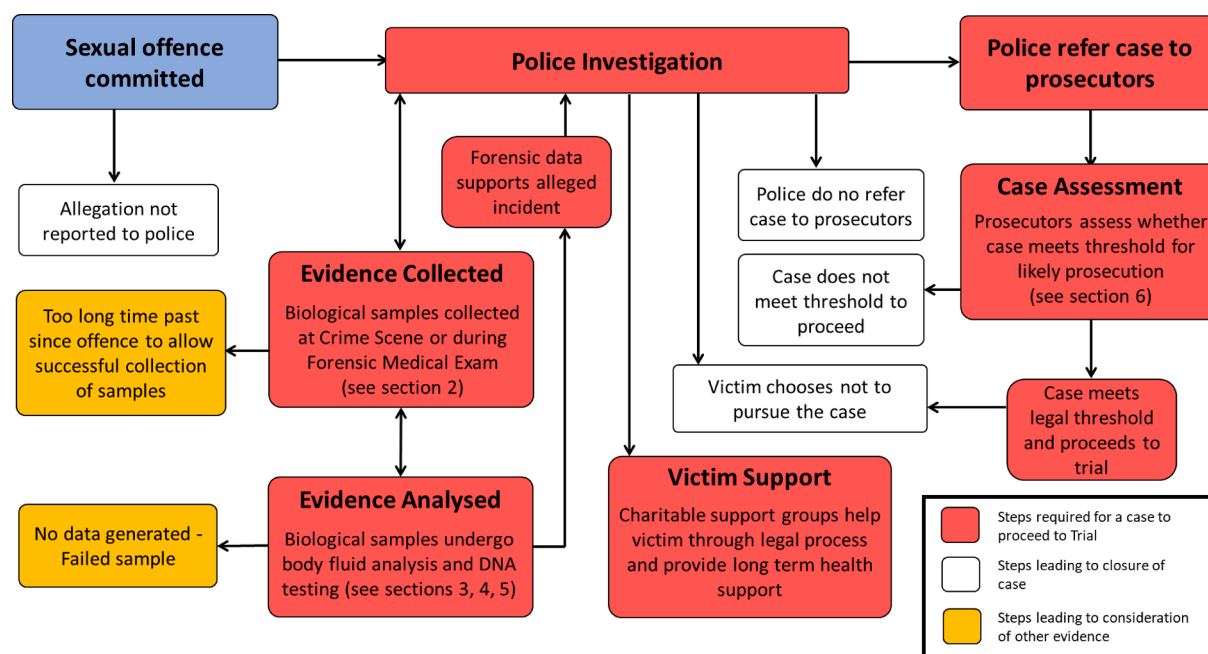 Sexual offence
committed
Police Investigation
Police refer case to
prosecutors
Allegation not
reported to police
Forensic data
supports alleged
incident
Police do no refer
case to prosecutors
Case Assessment
Prosecutors assess whether
case meets threshold for
likely prosecution
(see section 6)
Evidence Collected
Biological samples collected
at Crime Scene or during
Forensic Medical Exam
(see section 2)
Too long time past
since offence to allow
successful collection
of samples
Case does not
meet threshold to
proceed
Victim chooses not to
pursue the case
Case meets
legal threshold
and proceeds to
trial
Evidence Analysed
Biological samples undergo
body fluid analysis and DNA
testing (see sections 3, 4, 5)
No data generated -
Failed sample
Victim Support
Charitable support groups help
victim through legal process
and provide long term health
support
Steps required for a case to
proceed to Trial
Steps leading to closure of
case
Steps leading to consideration
of other evidence